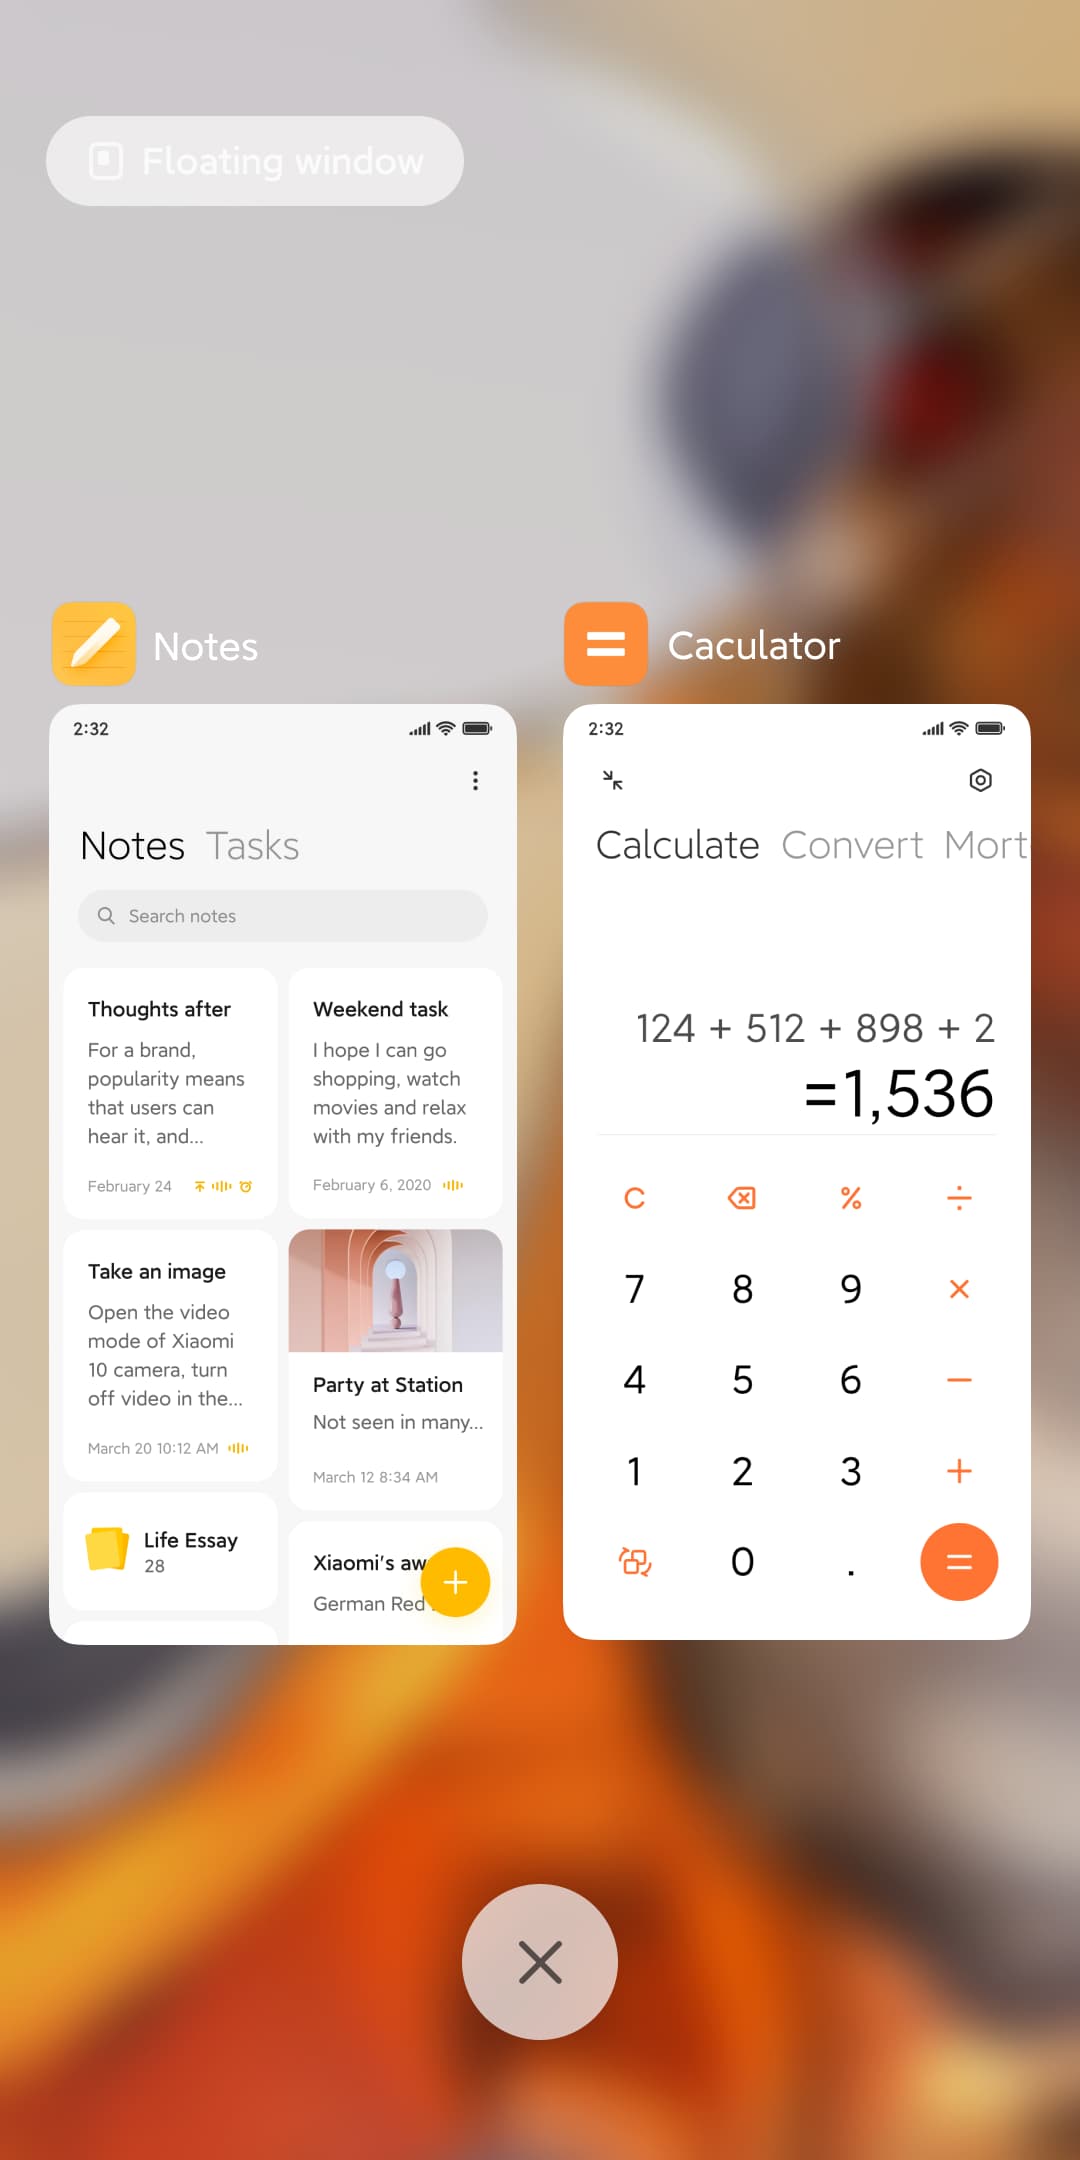 Floating window
Notes
2:32
Notes Tasks
Search notes
Thoughts after
For a brand,
popularity means
that users can
hear it, and...
February 24
Weekend task
I hope I can go
shopping, watch
movies and relax
with my friends.
February 6, 2020
Take an image
Open the video
mode of Xiaomi
10 camera, turn
off video in the...
March 20 10:12 AM
Party at Station
Not seen in many...
March 12 8:34 AM
Life Essay
28
Xiaomi's aw
German Red
Caculator
2:32
Calculate Convert Mort
124 + 512 + 898 + 2
=1,536
C % ÷
7 8 9 ×
4 5 6 −
1 2 3 +
0 . =